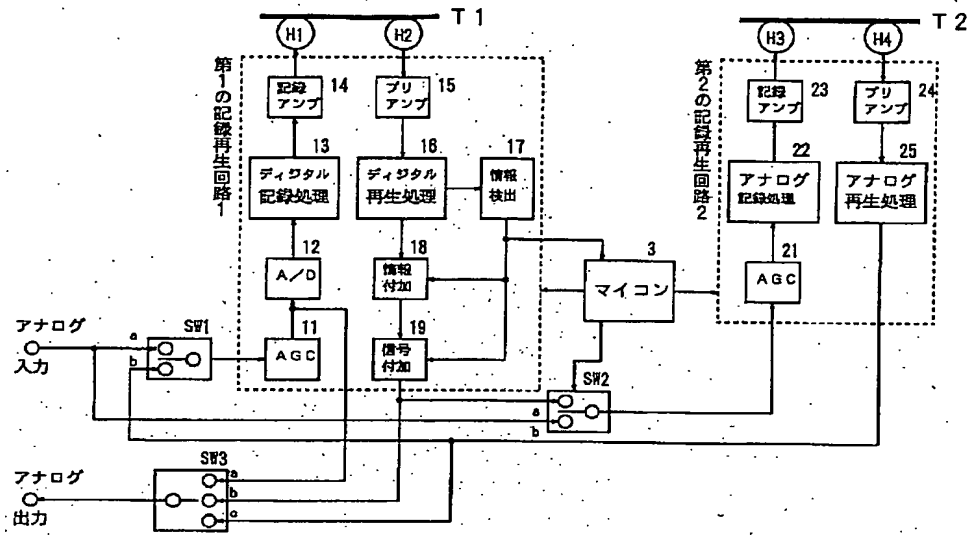 T1
H1
H2
T2
H3
H4
第1の記録再生回路1
記録
アンプ
14
プリ
アンプ
15
13
ディジタル
記録処理
16
ディジタル
再生処理
17
情報
検出
12
A/D
18
情報
付加
11
AGC
19
信号
付加
3
マイコン
第2の記録再生回路2
記録
アンプ
23
プリ
アンプ
24
22
アナログ
記録処理
25
アナログ
再生処理
21
AGC
アナログ
入力
SW1
a
b
SW2
a
b
アナログ
出力
SW3
a
b
c